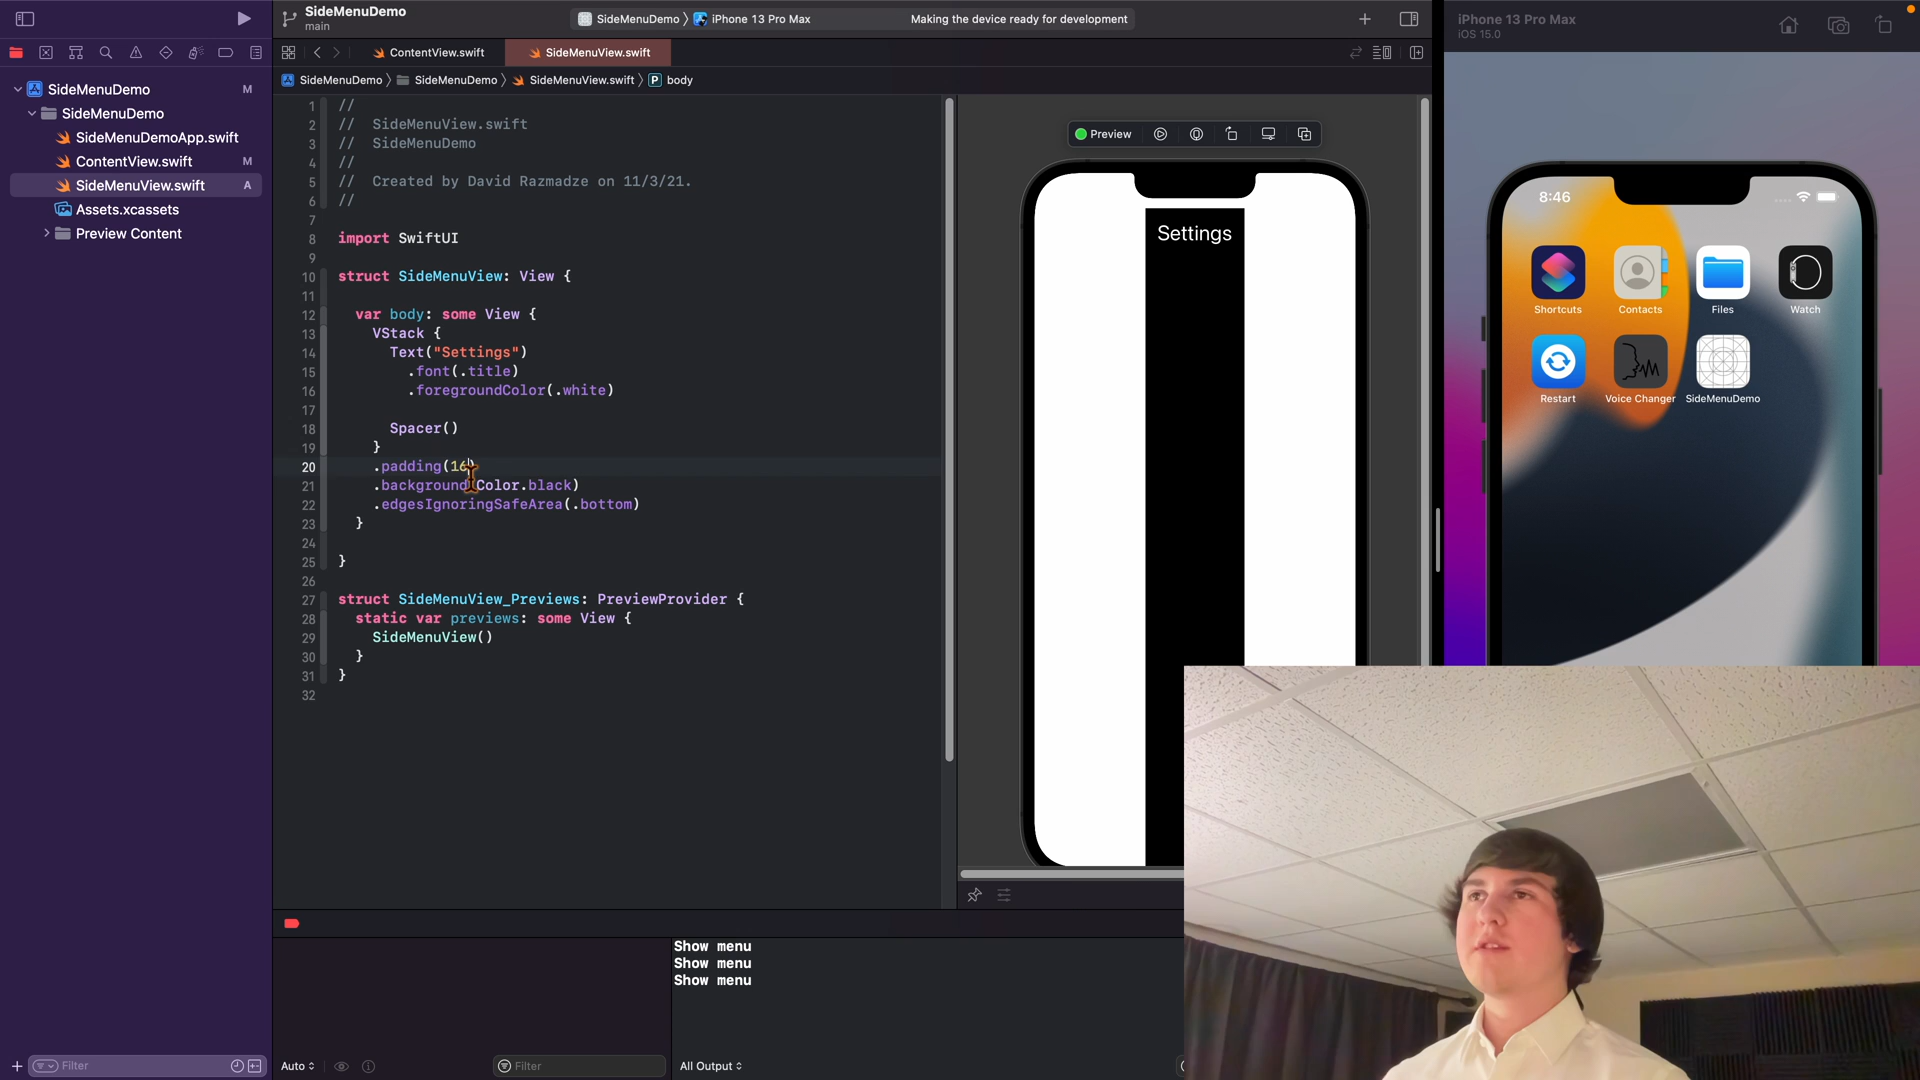 SideMenuDemo
main
SideMenuDemo
iPhone 13 Pro Max
Making the device ready for development
iPhone 13 Pro Max
iOS 15.0
ContentView.swift
SideMenuView.swift
SideMenuDemo
SideMenuDemo
SideMenuView.swift
P body
SideMenuDemo M
SideMenuDemo
SideMenuDemoApp.swift
ContentView.swift M
SideMenuView.swift A
Assets.xcassets
Preview Content
1 //
2 // SideMenuView.swift
3 // SideMenuDemo
4 //
5 // Created by David Razmadze on 11/3/21.
6 //
7
8 import SwiftUI
9
10 struct SideMenuView: View {
11
12 var body: some View {
13 VStack {
14 Text("Settings")
15 .font(.title)
16 .foregroundColor(.white)
17
18 Spacer()
19 }
20 .padding(16)
21 .background(Color.black)
22 .edgesIgnoringSafeArea(.bottom)
23 }
24
25 }
26
27 struct SideMenuView_Previews: PreviewProvider {
28 static var previews: some View {
29 SideMenuView()
30 }
31 }
32
Preview
Settings
8:46
Shortcuts
Contacts
Files
Watch
Restart
Voice Changer
SideMenuDemo
Show menu
Show menu
Show menu
Filter
Auto
Filter
All Output